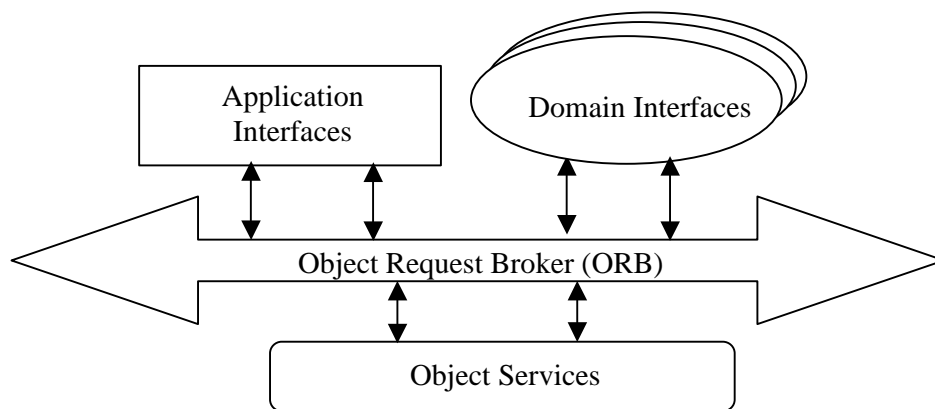 Application
Interfaces
Domain Interfaces
Object Request Broker (ORB)
Object Services